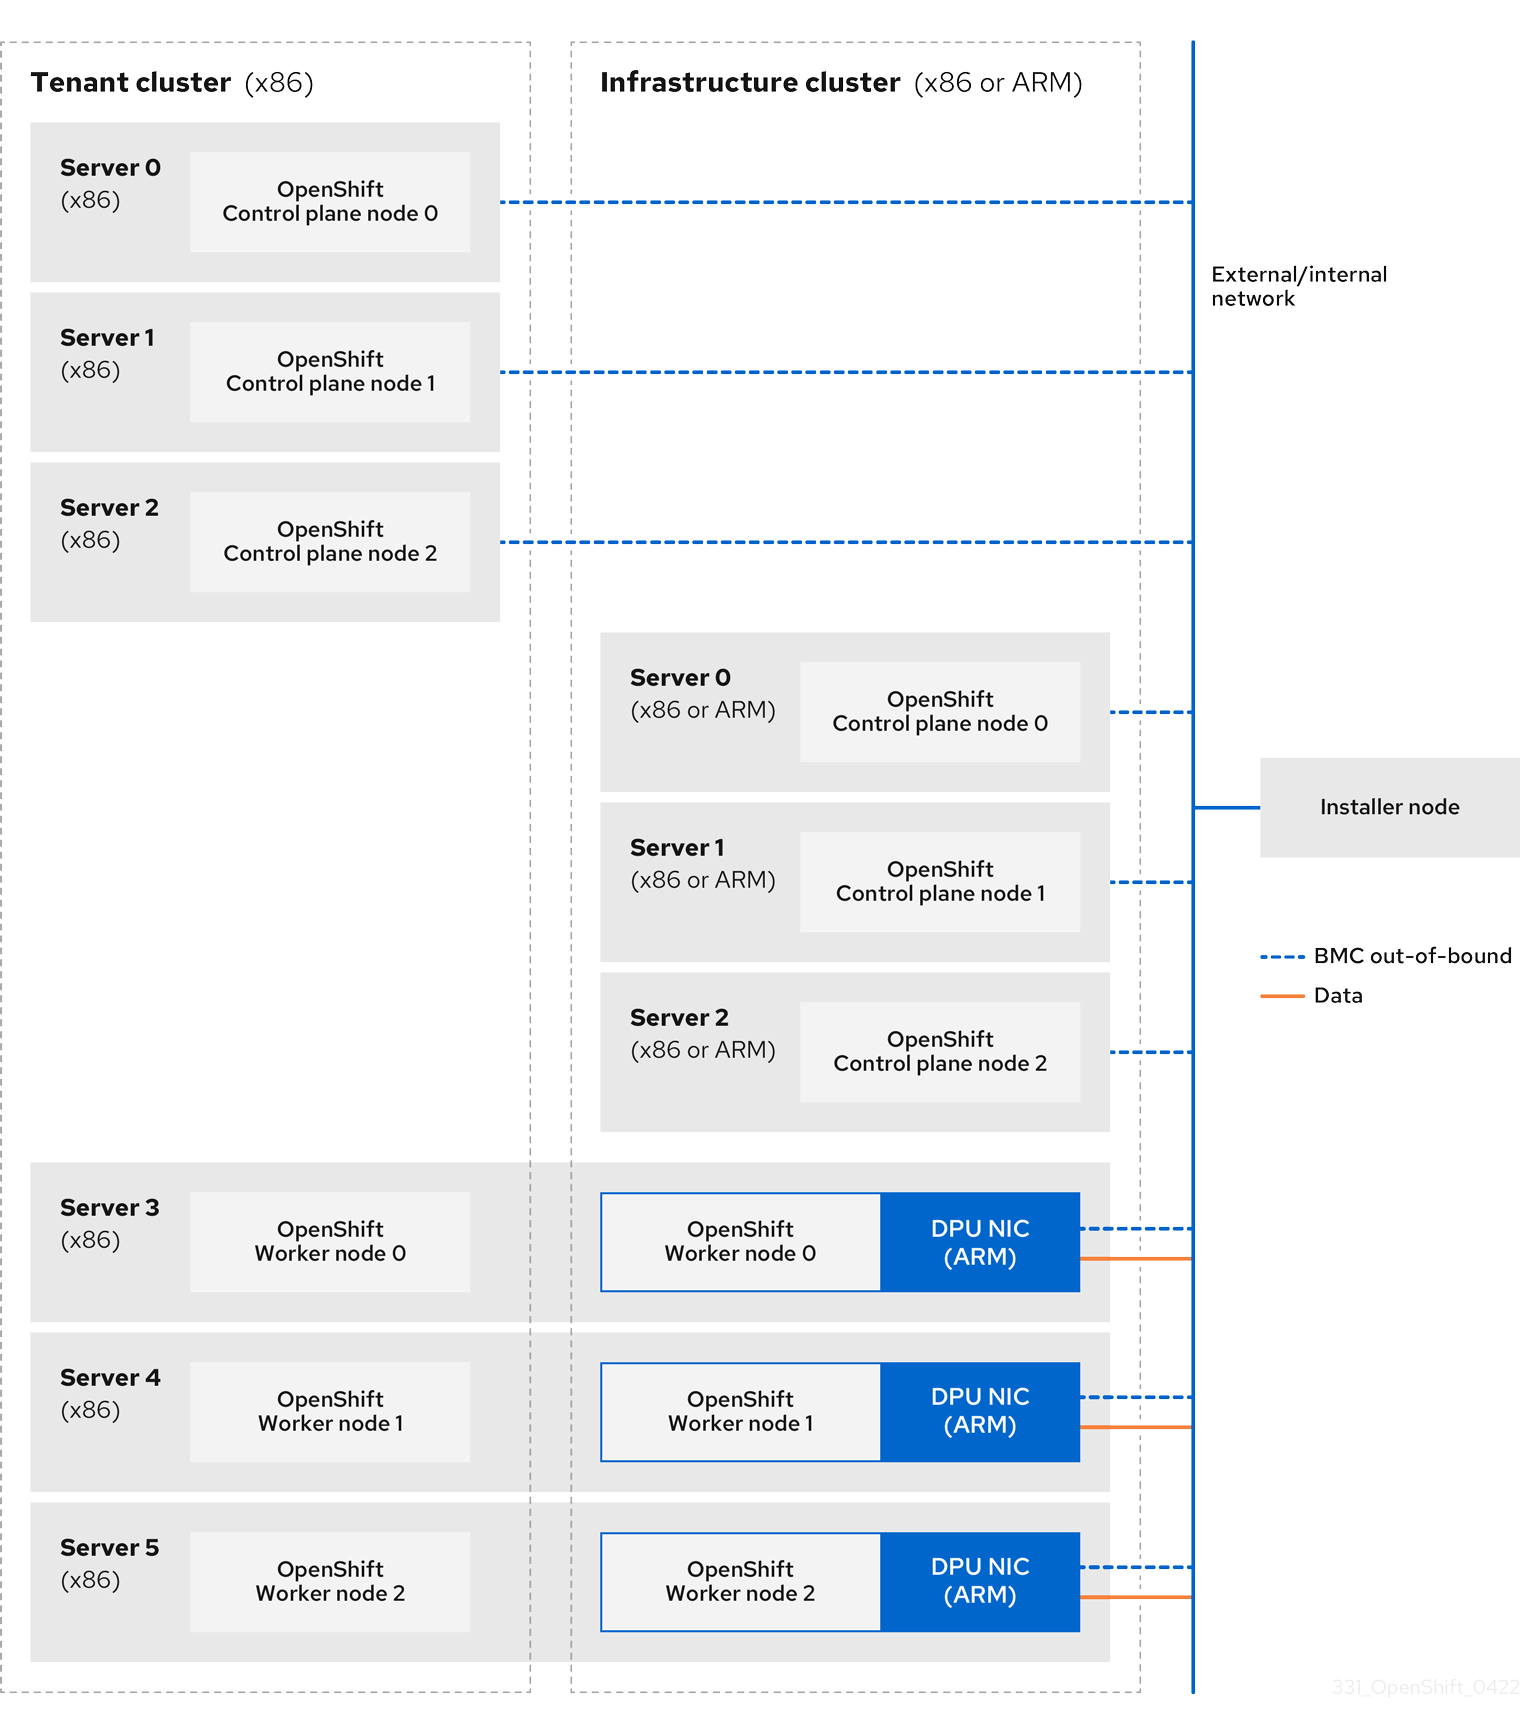 Tenant cluster (x86)
Infrastructure cluster (x86 or ARM)
Server 0
(x86)
OpenShift
Control plane node 0
External/internal
network
Server 1
(x86)
OpenShift
Control plane node 1
Server 2
(x86)
OpenShift
Control plane node 2
Server 0
(x86 or ARM)
OpenShift
Control plane node 0
Installer node
Server 1
(x86 or ARM)
OpenShift
Control plane node 1
BMC out-of-bound
Data
Server 2
(x86 or ARM)
OpenShift
Control plane node 2
Server 3
(x86)
OpenShift
Worker node 0
OpenShift
Worker node 0
DPU NIC
(ARM)
Server 4
(x86)
OpenShift
Worker node 1
OpenShift
Worker node 1
DPU NIC
(ARM)
Server 5
(x86)
OpenShift
Worker node 2
OpenShift
Worker node 2
DPU NIC
(ARM)
331_OpenShift_0422